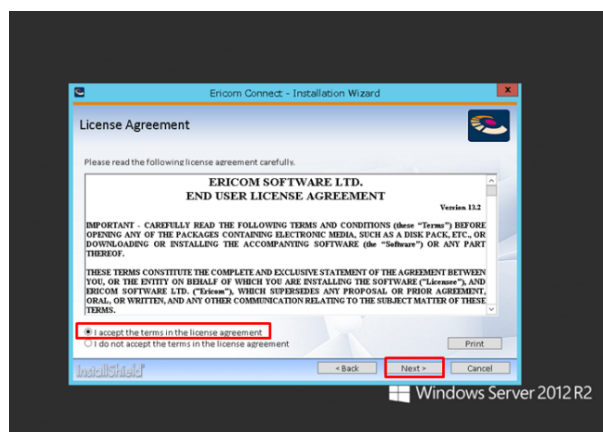 Ericom Connect - Installation Wizard
x
License Agreement
Please read the following license agreement carefully.
ERICOM SOFTWARE LTD.
END USER LICENSE AGREEMENT
Version 13.2
IMPORTANT - CAREFULLY READ THE FOLLOWING TERMS AND CONDITIONS (these "Terms") BEFORE
OPENING ANY OF THE PACKAGES CONTAINING ELECTRONIC MEDIA, SUCH AS A DISK PACK, ETC., OR
DOWNLOADING OR INSTALLING THE ACCOMPANYING SOFTWARE (the "Software") OR ANY PART
THEREOF.
THESE TERMS CONSTITUTE THE COMPLETE AND EXCLUSIVE STATEMENT OF THE AGREEMENT BETWEEN
YOU, OR THE ENTITY ON BEHALF OF WHICH YOU ARE INSTALLING THE SOFTWARE ("Licensee"), AND
ERICOM SOFTWARE LTD. ("Ericom"), WHICH SUPERSEDES ANY PROPOSAL OR PRIOR AGREEMENT,
ORAL, OR WRITTEN, AND ANY OTHER COMMUNICATION RELATING TO THE SUBJECT MATTER OF THESE
TERMS.
I accept the terms in the license agreement
I do not accept the terms in the license agreement
Print
InstallShield
< Back
Next >
Cancel
Windows Server 2012 R2